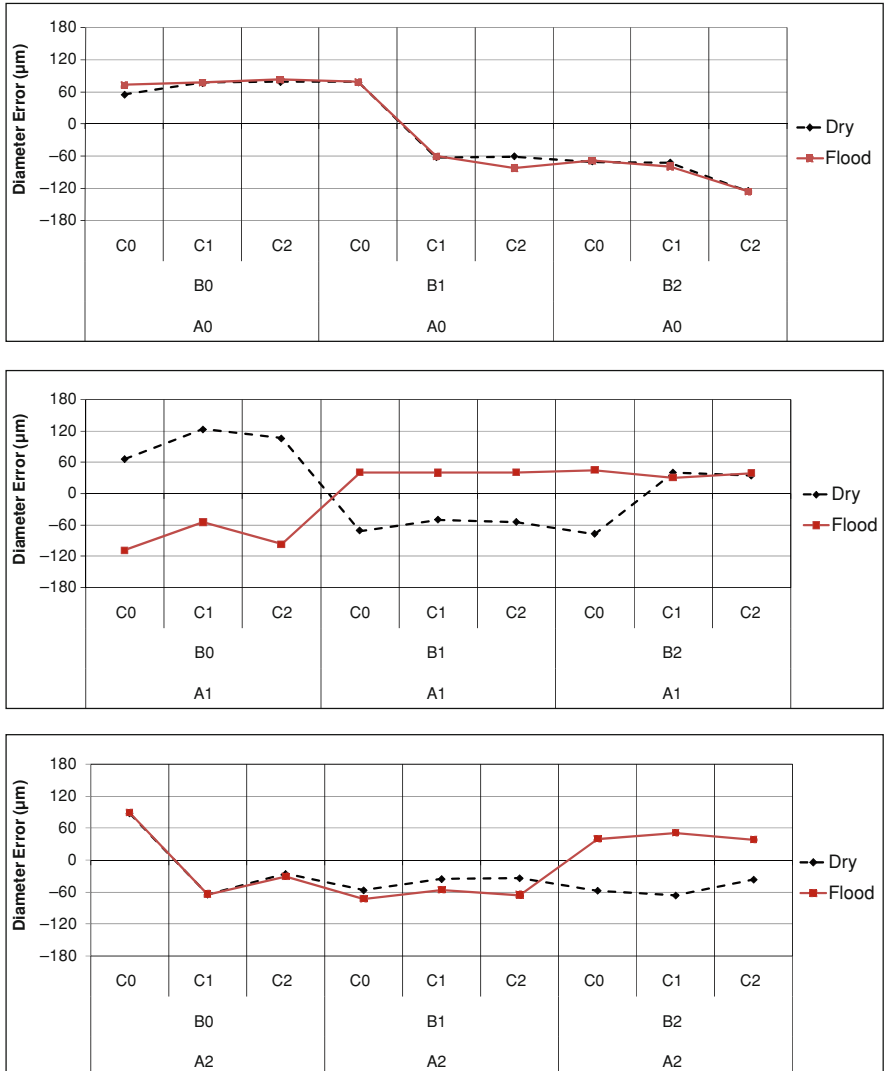 180
120
60
0
−60
−120
−180
Diameter Error (μm)
C0 C1 C2 C0 C1 C2 C0 C1 C2
B0 B1 B2
A0 A0 A0
Dry
Flood
180
120
60
0
−60
−120
−180
Diameter Error (μm)
C0 C1 C2 C0 C1 C2 C0 C1 C2
B0 B1 B2
A1 A1 A1
Dry
Flood
180
120
60
0
−60
−120
−180
Diameter Error (μm)
C0 C1 C2 C0 C1 C2 C0 C1 C2
B0 B1 B2
A2 A2 A2
Dry
Flood